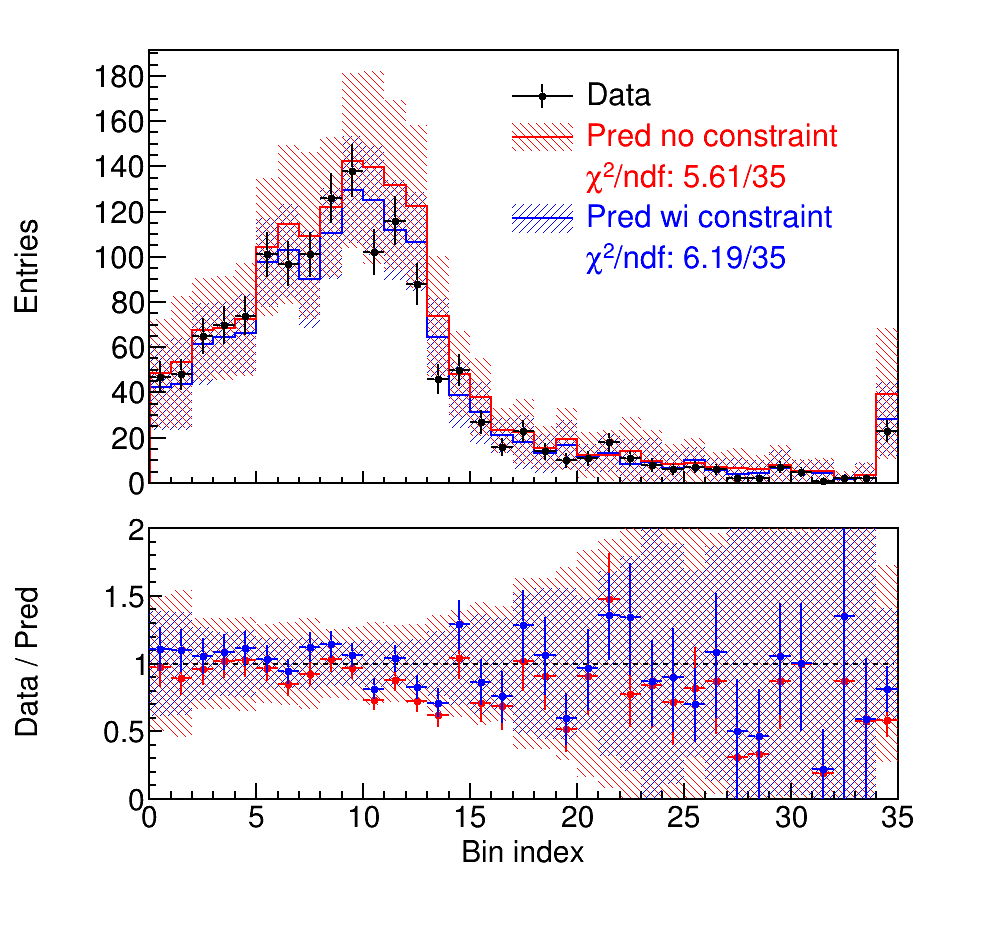 180
160
140
120
100
80
60
40
20
0
Entries
Data
Pred no constraint
χ²/ndf: 5.61/35
Pred wi constraint
χ²/ndf: 6.19/35
2
1.5
1
0.5
0
Data / Pred
0 5 10 15 20 25 30 35
Bin index